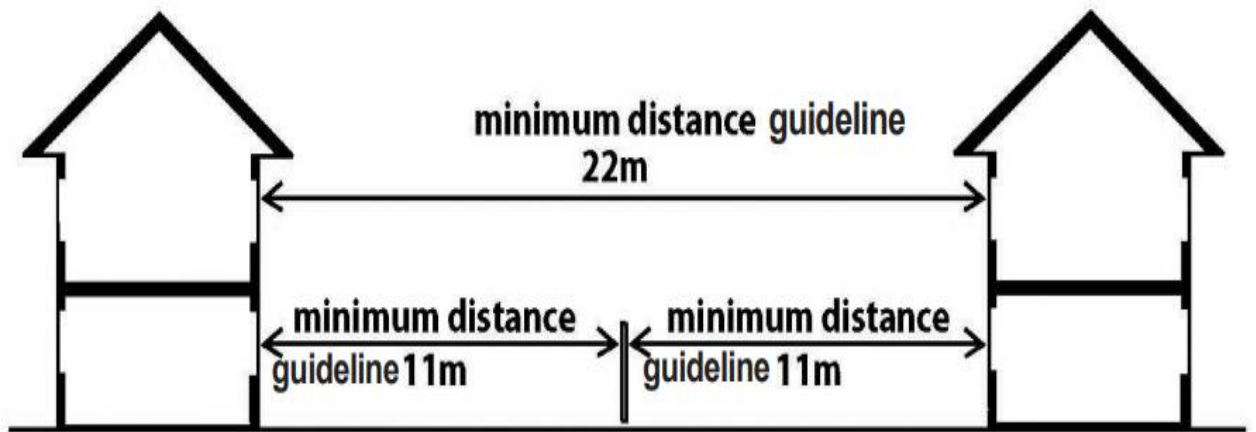 minimum distance guideline
22m
minimum distance
guideline 11m
minimum distance
guideline 11m